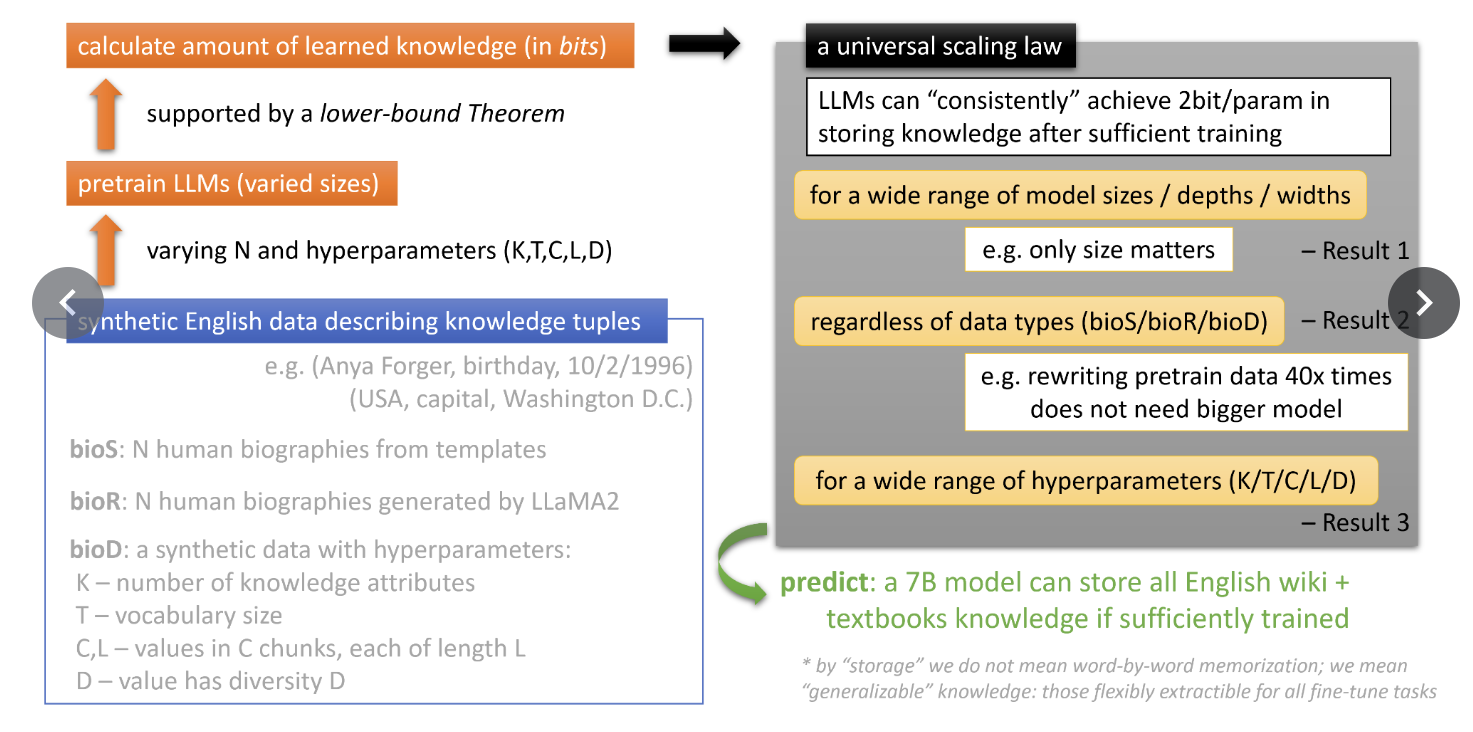 calculate amount of learned knowledge (in bits)
supported by a lower-bound Theorem
pretrain LLMs (varied sizes)
varying N and hyperparameters (K,T,C,L,D)
synthetic English data describing knowledge tuples
e.g. (Anya Forger, birthday, 10/2/1996)
(USA, capital, Washington D.C.)
bioS: N human biographies from templates
bioR: N human biographies generated by LLaMA2
bioD: a synthetic data with hyperparameters:
K – number of knowledge attributes
T – vocabulary size
C,L – values in C chunks, each of length L
D – value has diversity D
a universal scaling law
LLMs can “consistently” achieve 2bit/param in
storing knowledge after sufficient training
for a wide range of model sizes / depths / widths
e.g. only size matters
– Result 1
regardless of data types (bioS/bioR/bioD)
– Result 2
e.g. rewriting pretrain data 40x times
does not need bigger model
for a wide range of hyperparameters (K/T/C/L/D)
– Result 3
predict: a 7B model can store all English wiki +
textbooks knowledge if sufficiently trained
* by “storage” we do not mean word-by-word memorization; we mean
“generalizable” knowledge: those flexibly extractible for all fine-tune tasks